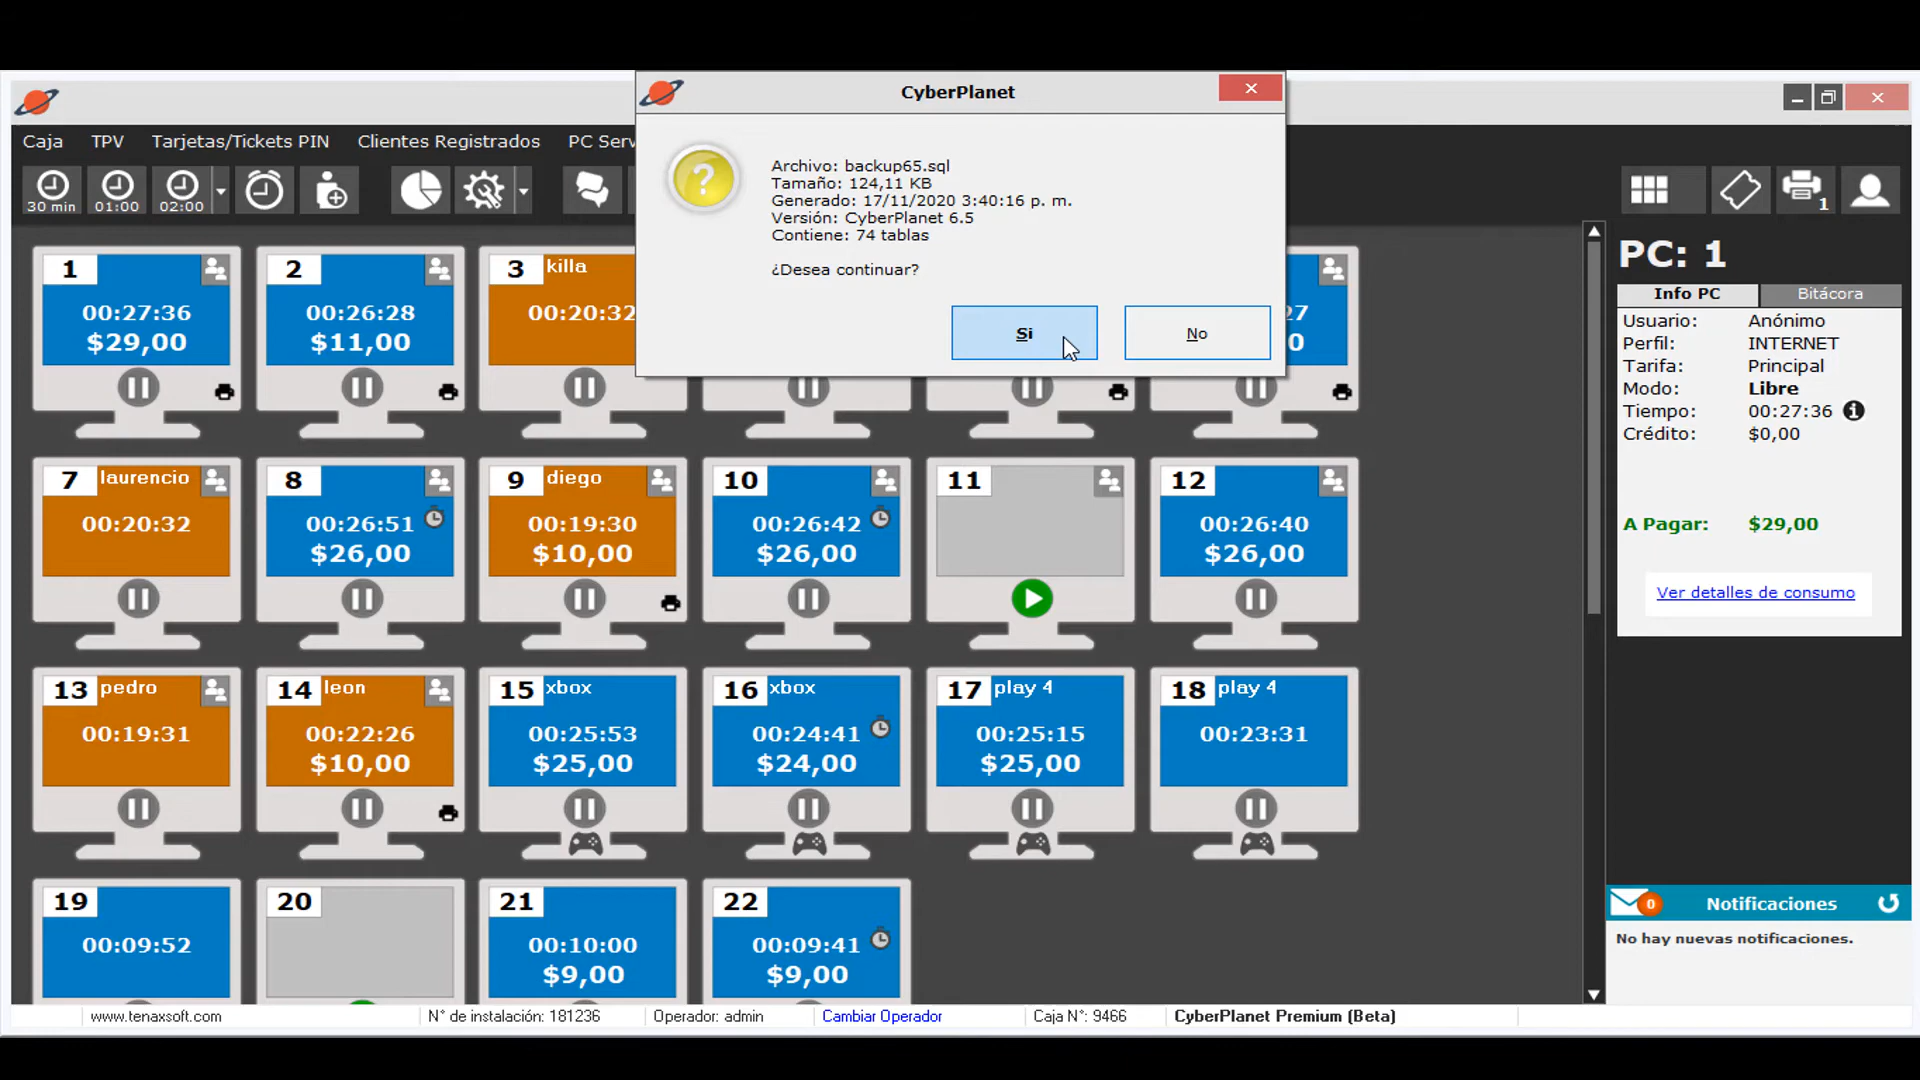 CyberPlanet
Archivo: backup65.sql
Tamaño: 124,11 KB
Generado: 17/11/2020 3:40:16 p. m.
Versión: CyberPlanet 6.5
Contiene: 74 tablas
¿Desea continuar?
Si
No
Caja TPV Tarjetas/Tickets PIN Clientes Registrados PC Serv
30 min 01:00 02:00
1
1
00:27:36
$29,00
2
00:26:28
$11,00
3 killa
00:20:32
27
0
7 laurencio
00:20:32
8
00:26:51
$26,00
9 diego
00:19:30
$10,00
10
00:26:42
$26,00
11
12
00:26:40
$26,00
13 pedro
00:19:31
14 leon
00:22:26
$10,00
15 xbox
00:25:53
$25,00
16 xbox
00:24:41
$24,00
17 play 4
00:25:15
$25,00
18 play 4
00:23:31
19
00:09:52
20
21
00:10:00
$9,00
22
00:09:41
$9,00
PC: 1
Info PC Bitácora
Usuario: Anónimo
Perfil: INTERNET
Tarifa: Principal
Modo: Libre
Tiempo: 00:27:36
Crédito: $0,00
A Pagar: $29,00
Ver detalles de consumo
0 Notificaciones
No hay nuevas notificaciones.
www.tenaxsoft.com N° de instalación: 181236 Operador: admin Cambiar Operador Caja N°: 9466 CyberPlanet Premium (Beta)